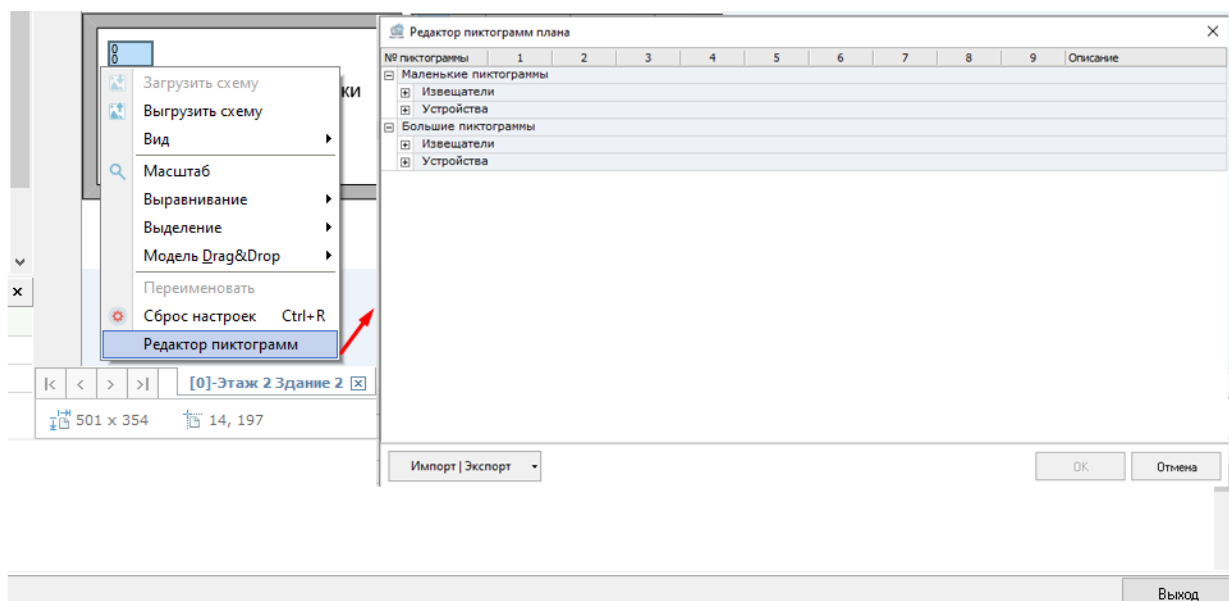 Редактор пиктограмм плана
№ пиктограммы 1 2 3 4 5 6 7 8 9 Описание
Маленькие пиктограммы
Извещатели
Устройства
Большие пиктограммы
Извещатели
Устройства
ки
Загрузить схему
Выгрузить схему
Вид
Масштаб
Выравнивание
Выделение
Модель Drag&Drop
Переименовать
Сброс настроек Ctrl+R
Редактор пиктограмм
[0]-Этаж 2 Здание 2
501 x 354 14, 197
Импорт | Экспорт
OK
Отмена
Выход